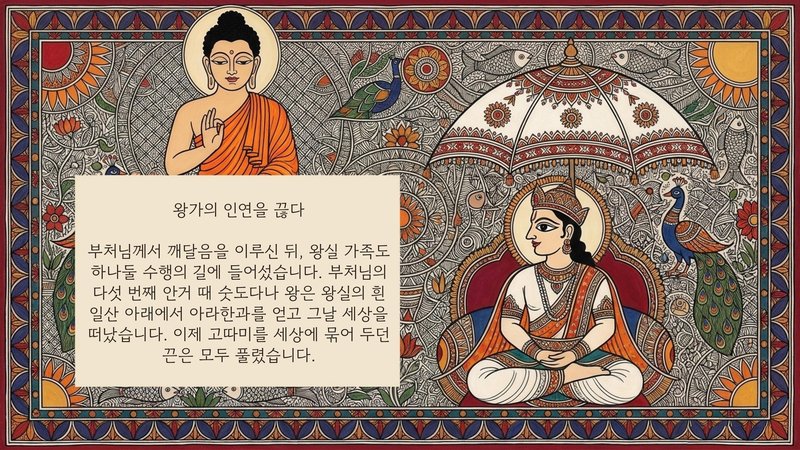 왕가의 인연을 끊다
부처님께서 깨달음을 이루신 뒤, 왕실 가족도
하나둘 수행의 길에 들어섰습니다. 부처님의
다섯 번째 안거 때 숫도다나 왕은 왕실의 흰
일산 아래에서 아라한과를 얻고 그날 세상을
떠났습니다. 이제 고따미를 세상에 묶어 두던
끈은 모두 풀렸습니다.